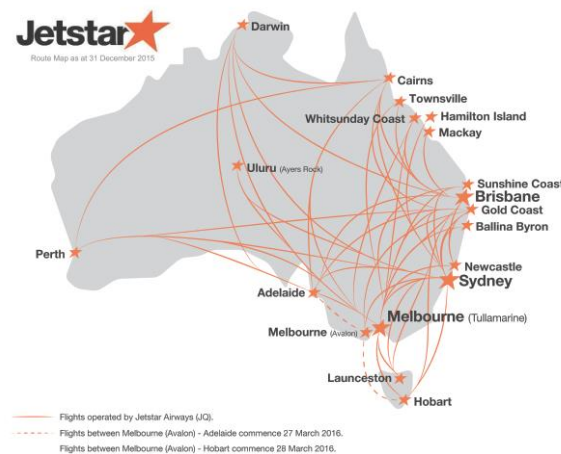 Jetstar
Route Map as at 31 December 2015
Darwin
Cairns
Townsville
Whitsunday Coast
Hamilton Island
Mackay
Uluru (Ayers Rock)
Sunshine Coast
Brisbane
Gold Coast
Ballina Byron
Perth
Newcastle
Sydney
Adelaide
Melbourne (Tullamarine)
Melbourne (Avalon)
Launceston
Hobart
Flights operated by Jetstar Airways (JQ).
Flights between Melbourne (Avalon) - Adelaide commence 27 March 2016.
Flights between Melbourne (Avalon) - Hobart commence 28 March 2016.